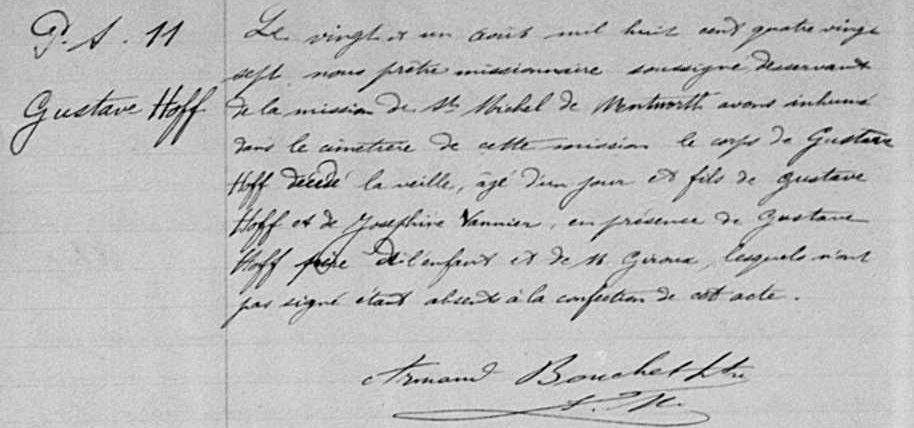 P. S. 11
Gustave Hoff
Le vingt et un août mil huit cent quatre vingt
sept nous prêtre missionnaire soussigné, desservant
de la mission de St Michel de Wentworth avons inhumé
dans le cimetière de cette mission le corps de Gustave
Hoff décédé la veille, âgé d'un jour et fils de Gustave
Hoff et de Joséphine Vannier, en présence de Gustave
Hoff père de l'enfant et de M Giroux, lesquels n'ont
pas signé étant absents à la confection de cet acte.
Armand Bouchet Ptre